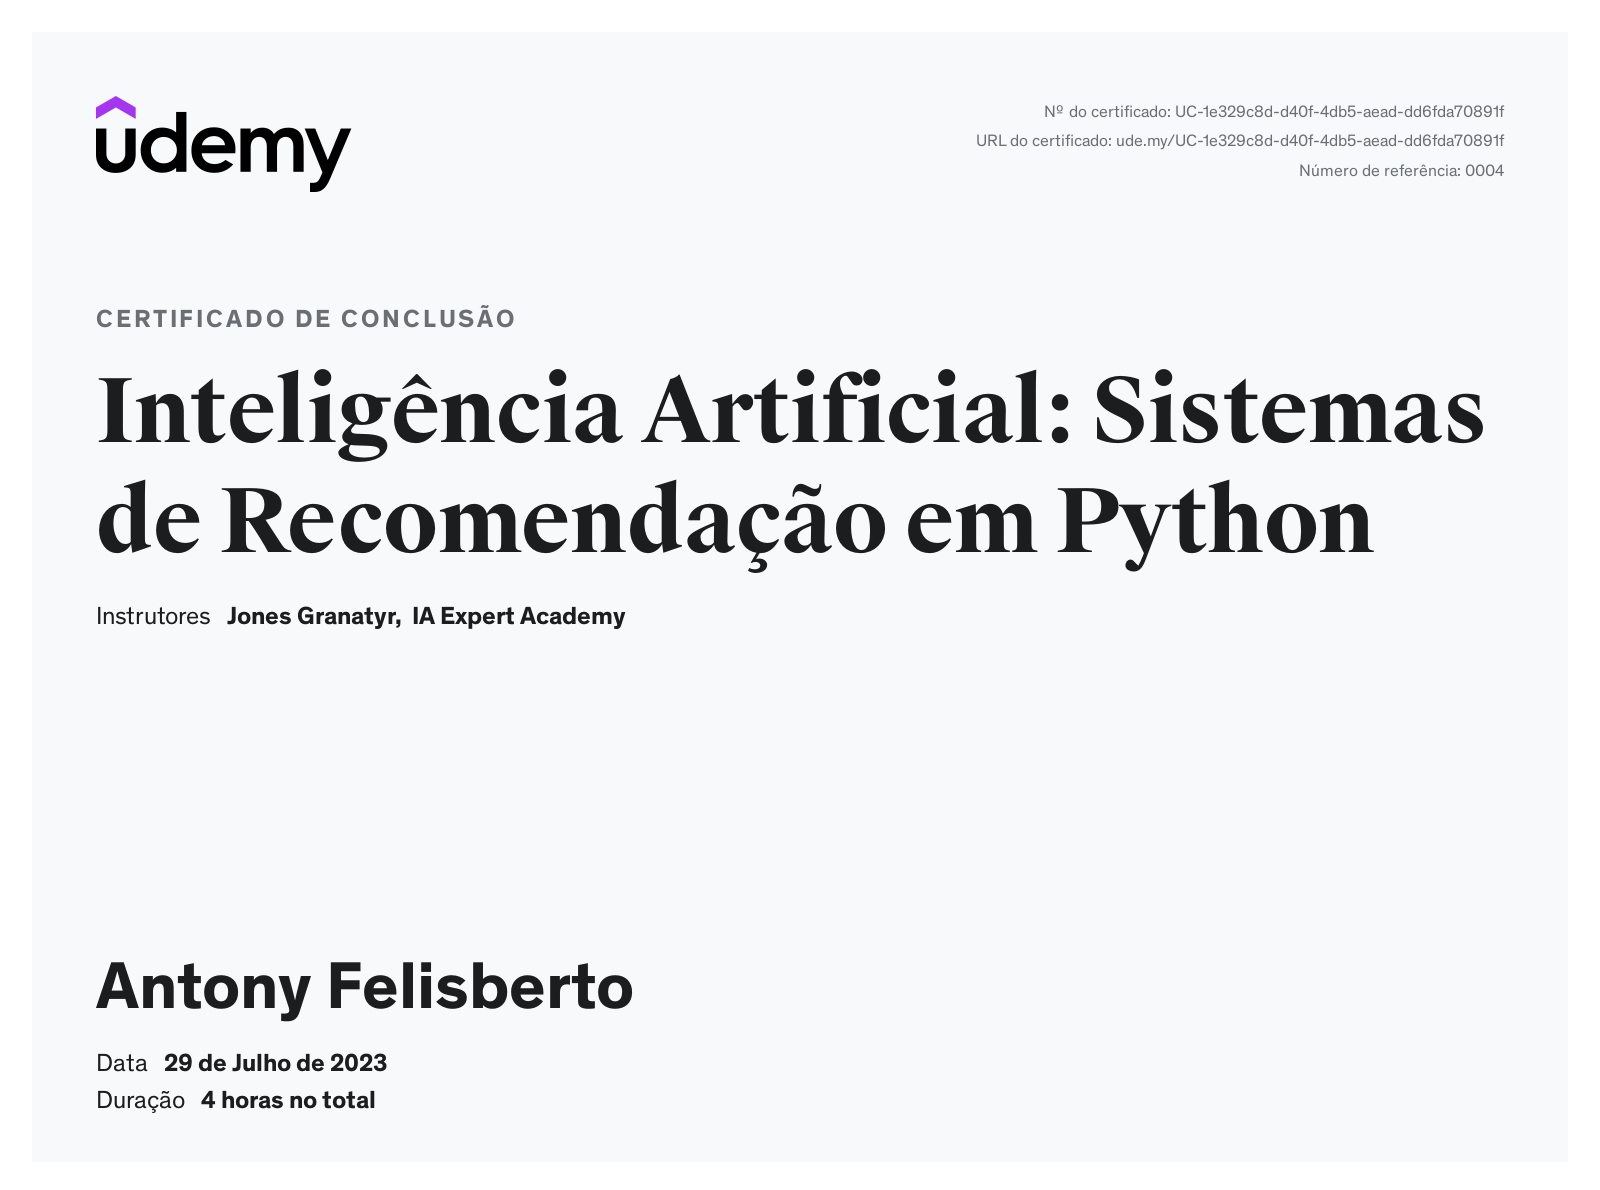 udemy
Nº do certificado: UC-1e329c8d-d40f-4db5-aead-dd6fda70891f
URL do certificado: ude.my/UC-1e329c8d-d40f-4db5-aead-dd6fda70891f
Número de referência: 0004
CERTIFICADO DE CONCLUSÃO
Inteligência Artificial: Sistemas
de Recomendação em Python
Instrutores Jones Granatyr, IA Expert Academy
Antony Felisberto
Data 29 de Julho de 2023
Duração 4 horas no total